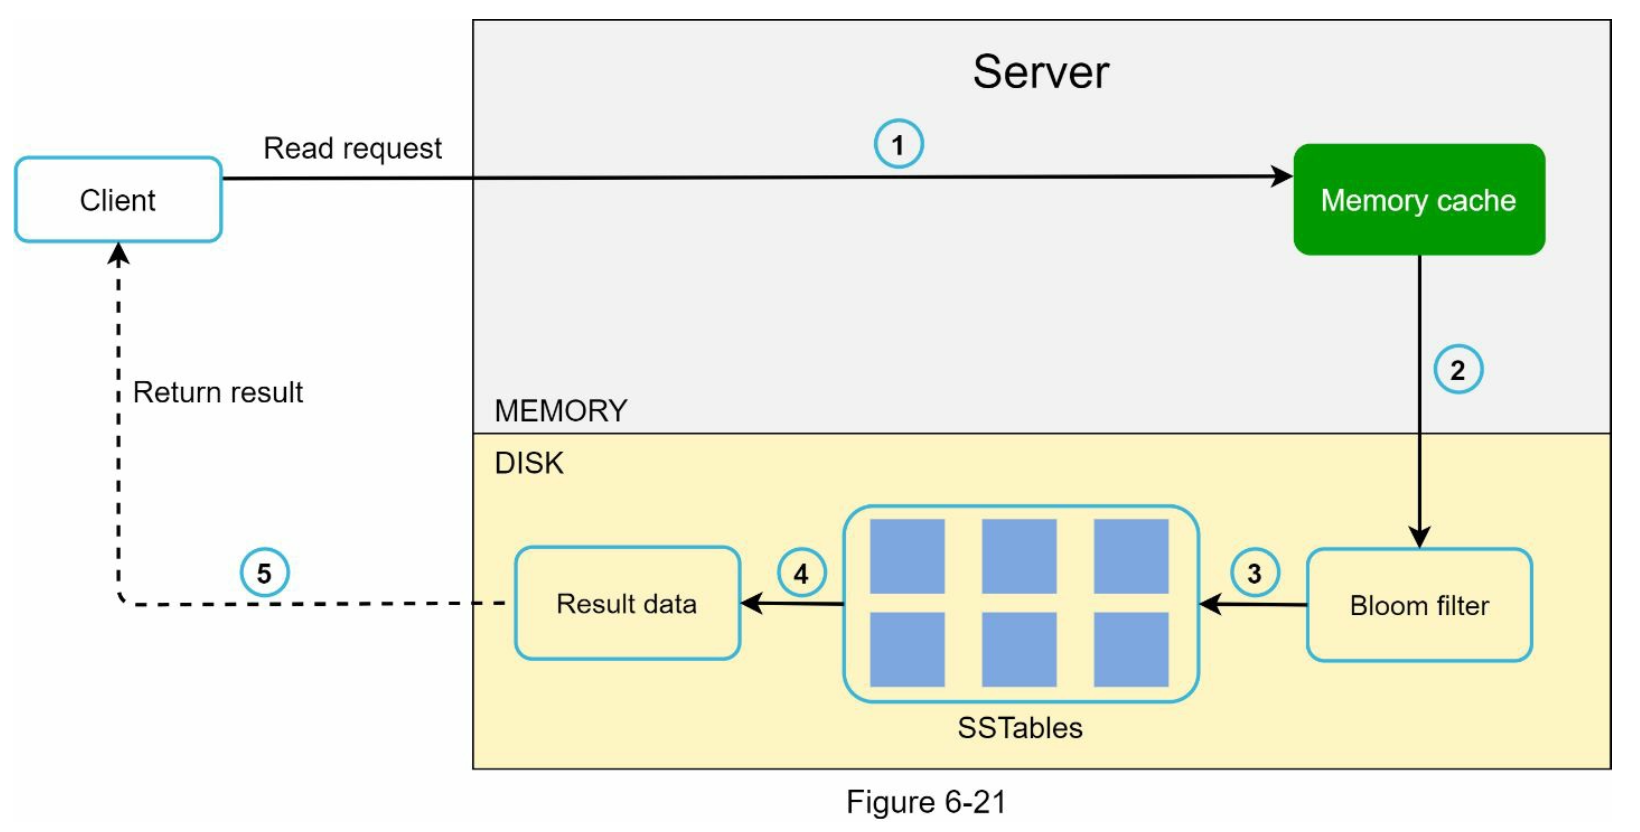 Server
Read request
1
Client
Memory cache
2
Return result
MEMORY
DISK
5
Result data
4
3
Bloom filter
SSTables
Figure 6-21